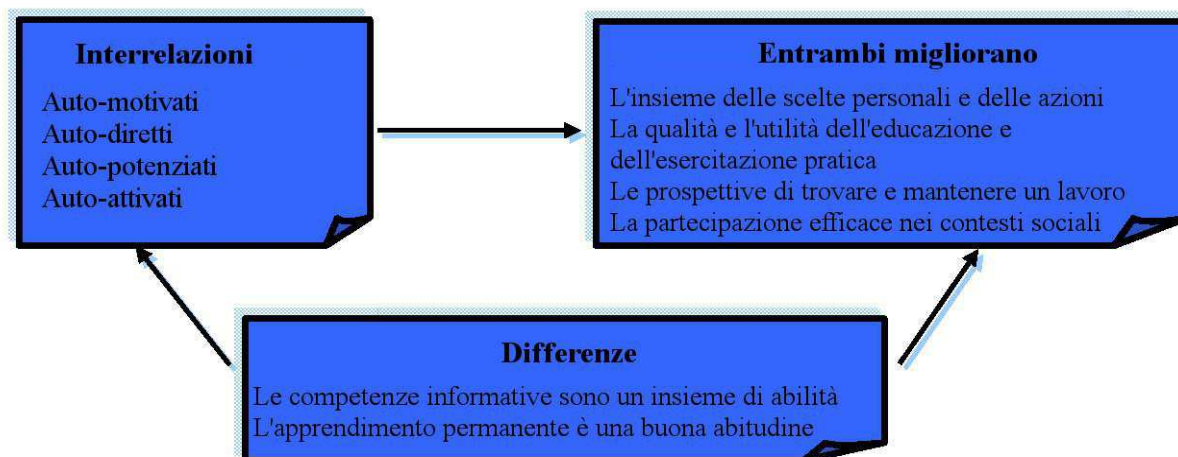 Interrelazioni
Auto-motivati
Auto-diretti
Auto-potenziati
Auto-attivati
Entrambi migliorano
L'insieme delle scelte personali e delle azioni
La qualità e l'utilità dell'educazione e
dell'esercitazione pratica
Le prospettive di trovare e mantenere un lavoro
La partecipazione efficace nei contesti sociali
Differenze
Le competenze informative sono un insieme di abilità
L'apprendimento permanente è una buona abitudine